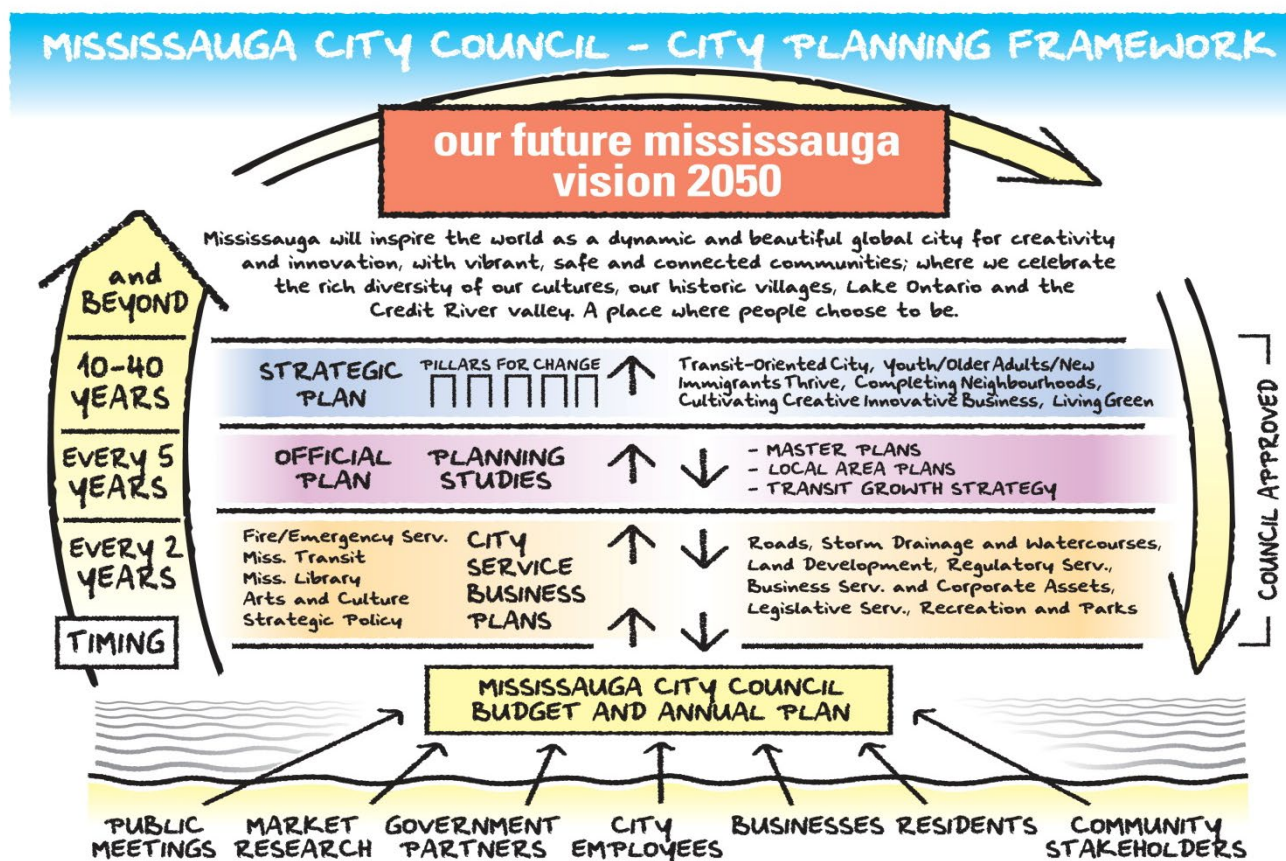 MISSISSAUGA CITY COUNCIL – CITY PLANNING FRAMEWORK
our future mississauga
vision 2050
Mississauga will inspire the world as a dynamic and beautiful global city for creativity
and innovation, with vibrant, safe and connected communities; where we celebrate
the rich diversity of our cultures, our historic villages, Lake Ontario and the
Credit River valley. A place where people choose to be.
and
BEYOND
10-40
YEARS
STRATEGIC
PLAN
PILLARS FOR CHANGE
Transit-Oriented City, Youth/Older Adults/New
Immigrants Thrive, Completing Neighbourhoods,
Cultivating Creative Innovative Business, Living Green
EVERY 5
YEARS
OFFICIAL
PLAN
PLANNING
STUDIES
- MASTER PLANS
- LOCAL AREA PLANS
- TRANSIT GROWTH STRATEGY
EVERY 2
YEARS
Fire/Emergency Serv.
Miss. Transit
Miss. Library
Arts and Culture
Strategic Policy
CITY
SERVICE
BUSINESS
PLANS
Roads, Storm Drainage and Watercourses,
Land Development, Regulatory Serv.,
Business Serv. and Corporate Assets,
Legislative Serv., Recreation and Parks
COUNCIL APPROVED
TIMING
MISSISSAUGA CITY COUNCIL
BUDGET AND ANNUAL PLAN
PUBLIC
MEETINGS
MARKET
RESEARCH
GOVERNMENT
PARTNERS
CITY
EMPLOYEES
BUSINESSES
RESIDENTS
COMMUNITY
STAKEHOLDERS